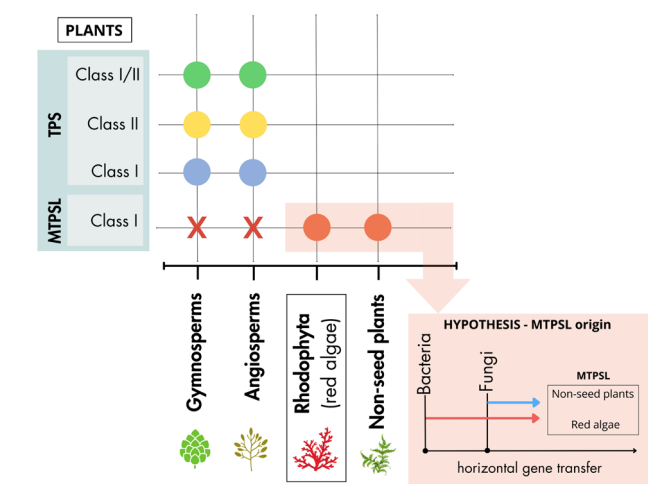 PLANTS
TPS
Class I/II
Class II
Class I
MTPSL
Class I
X X
Gymnosperms
Angiosperms
Rhodophyta
(red algae)
Non-seed plants
HYPOTHESIS - MTPSL origin
Bacteria
Fungi
MTPSL
Non-seed plants
Red algae
horizontal gene transfer